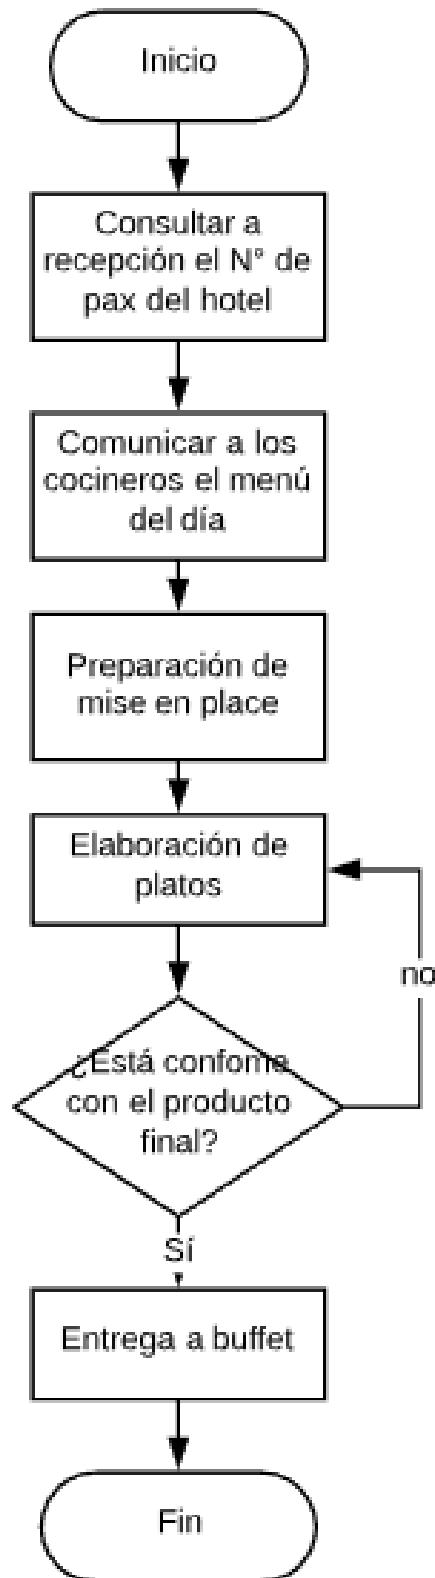 Inicio
Consultar a
recepción el N° de
pax del hotel
Comunicar a los
cocineros el menú
del día
Preparación de
mise en place
Elaboración de
platos
no
¿Está confome
con el producto
final?
Sí
Entrega a buffet
Fin